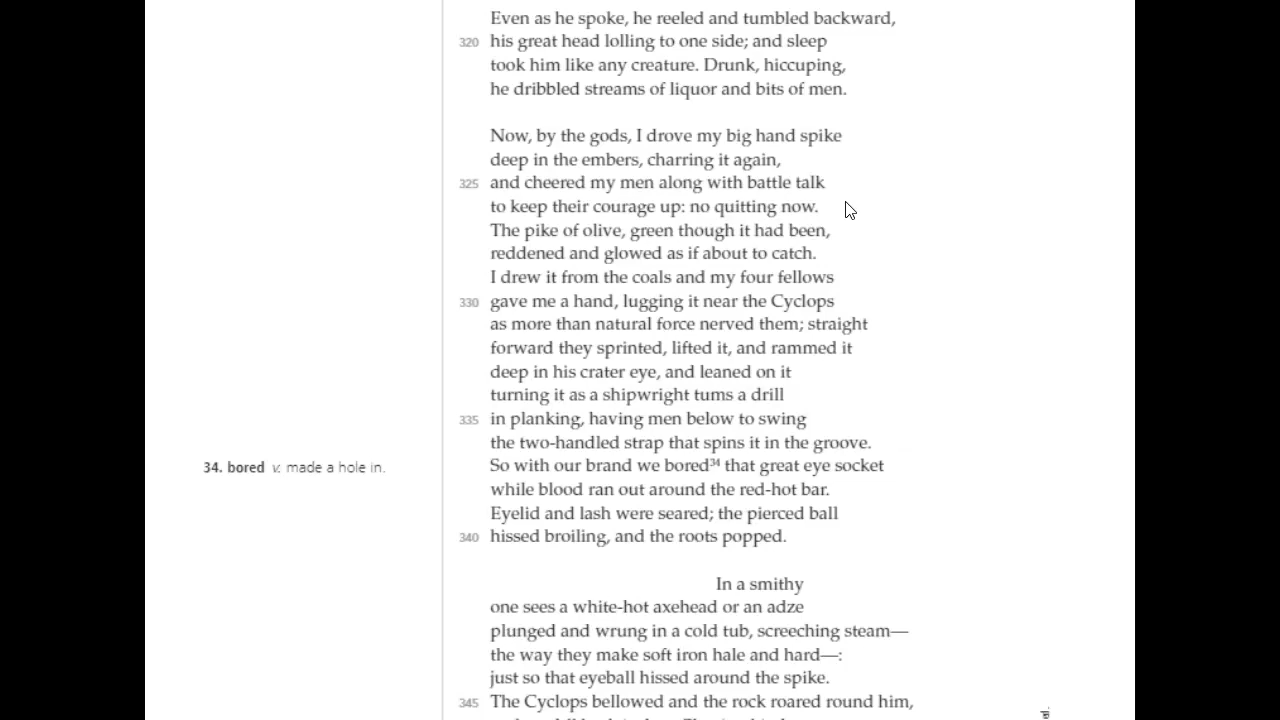 Even as he spoke, he reeled and tumbled backward,
320 his great head lolling to one side; and sleep
took him like any creature. Drunk, hiccuping,
he dribbled streams of liquor and bits of men.
Now, by the gods, I drove my big hand spike
deep in the embers, charring it again,
325 and cheered my men along with battle talk
to keep their courage up: no quitting now.
The pike of olive, green though it had been,
reddened and glowed as if about to catch.
I drew it from the coals and my four fellows
330 gave me a hand, lugging it near the Cyclops
as more than natural force nerved them; straight
forward they sprinted, lifted it, and rammed it
deep in his crater eye, and leaned on it
turning it as a shipwright tums a drill
335 in planking, having men below to swing
the two-handled strap that spins it in the groove.
34. bored v. made a hole in.
So with our brand we bored34 that great eye socket
while blood ran out around the red-hot bar.
Eyelid and lash were seared; the pierced ball
340 hissed broiling, and the roots popped.
In a smithy
one sees a white-hot axehead or an adze
plunged and wrung in a cold tub, screeching steam—
the way they make soft iron hale and hard—:
just so that eyeball hissed around the spike.
345 The Cyclops bellowed and the rock roared round him,